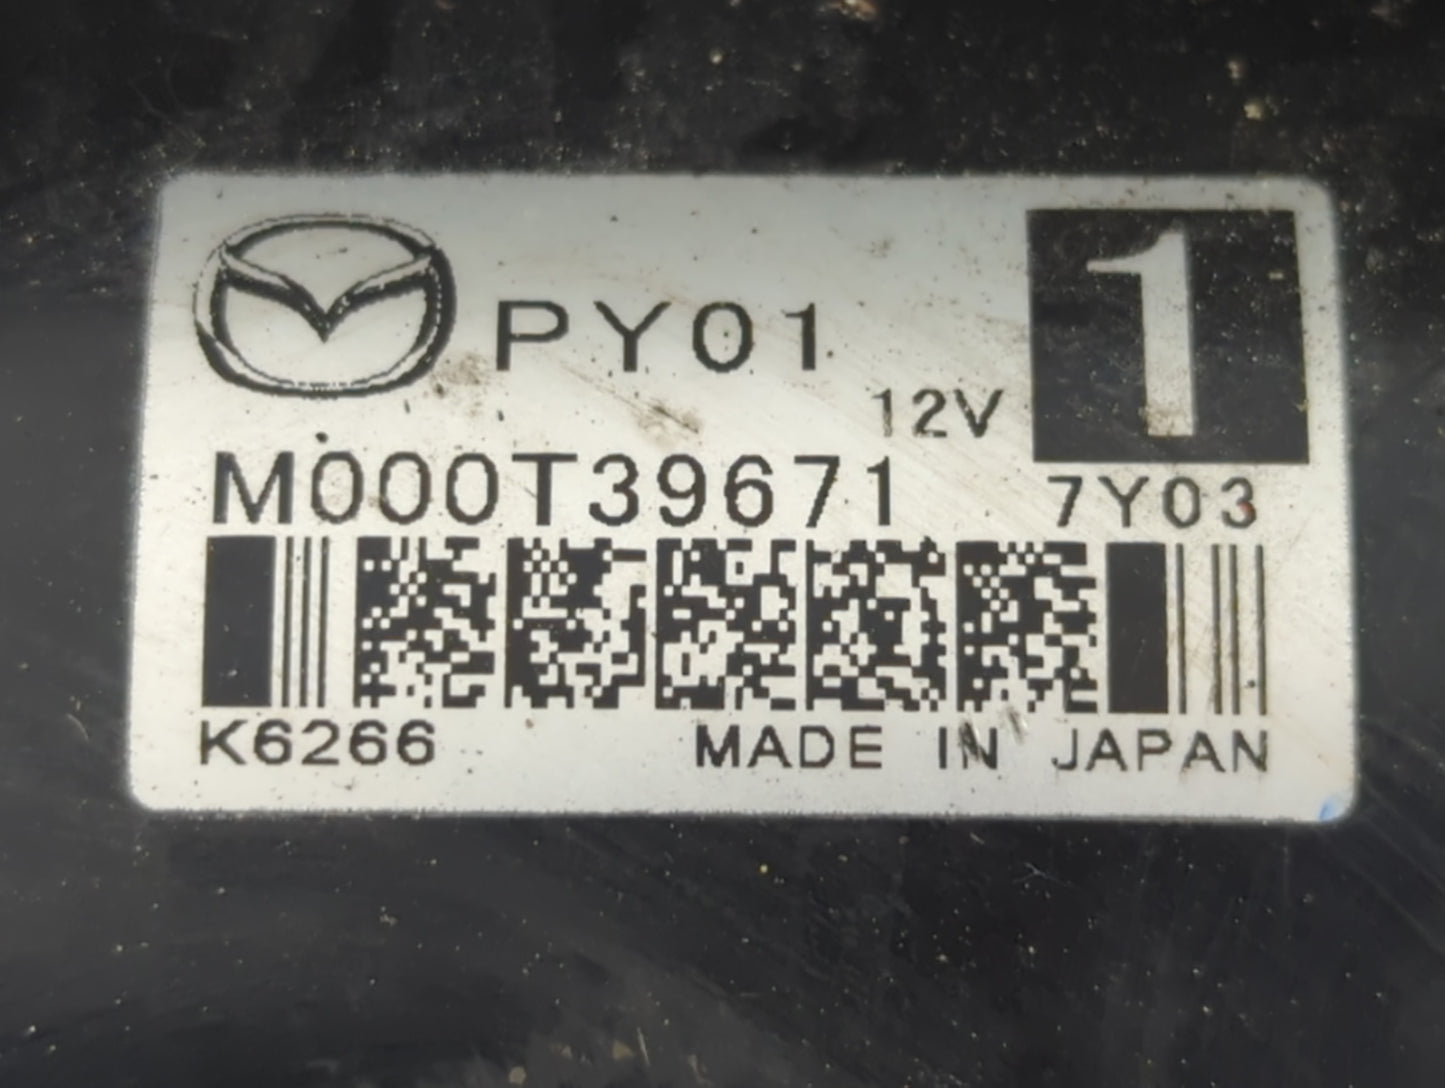 PY01
1
12V
M000T39671 7Y03
K6266 MADE IN JAPAN